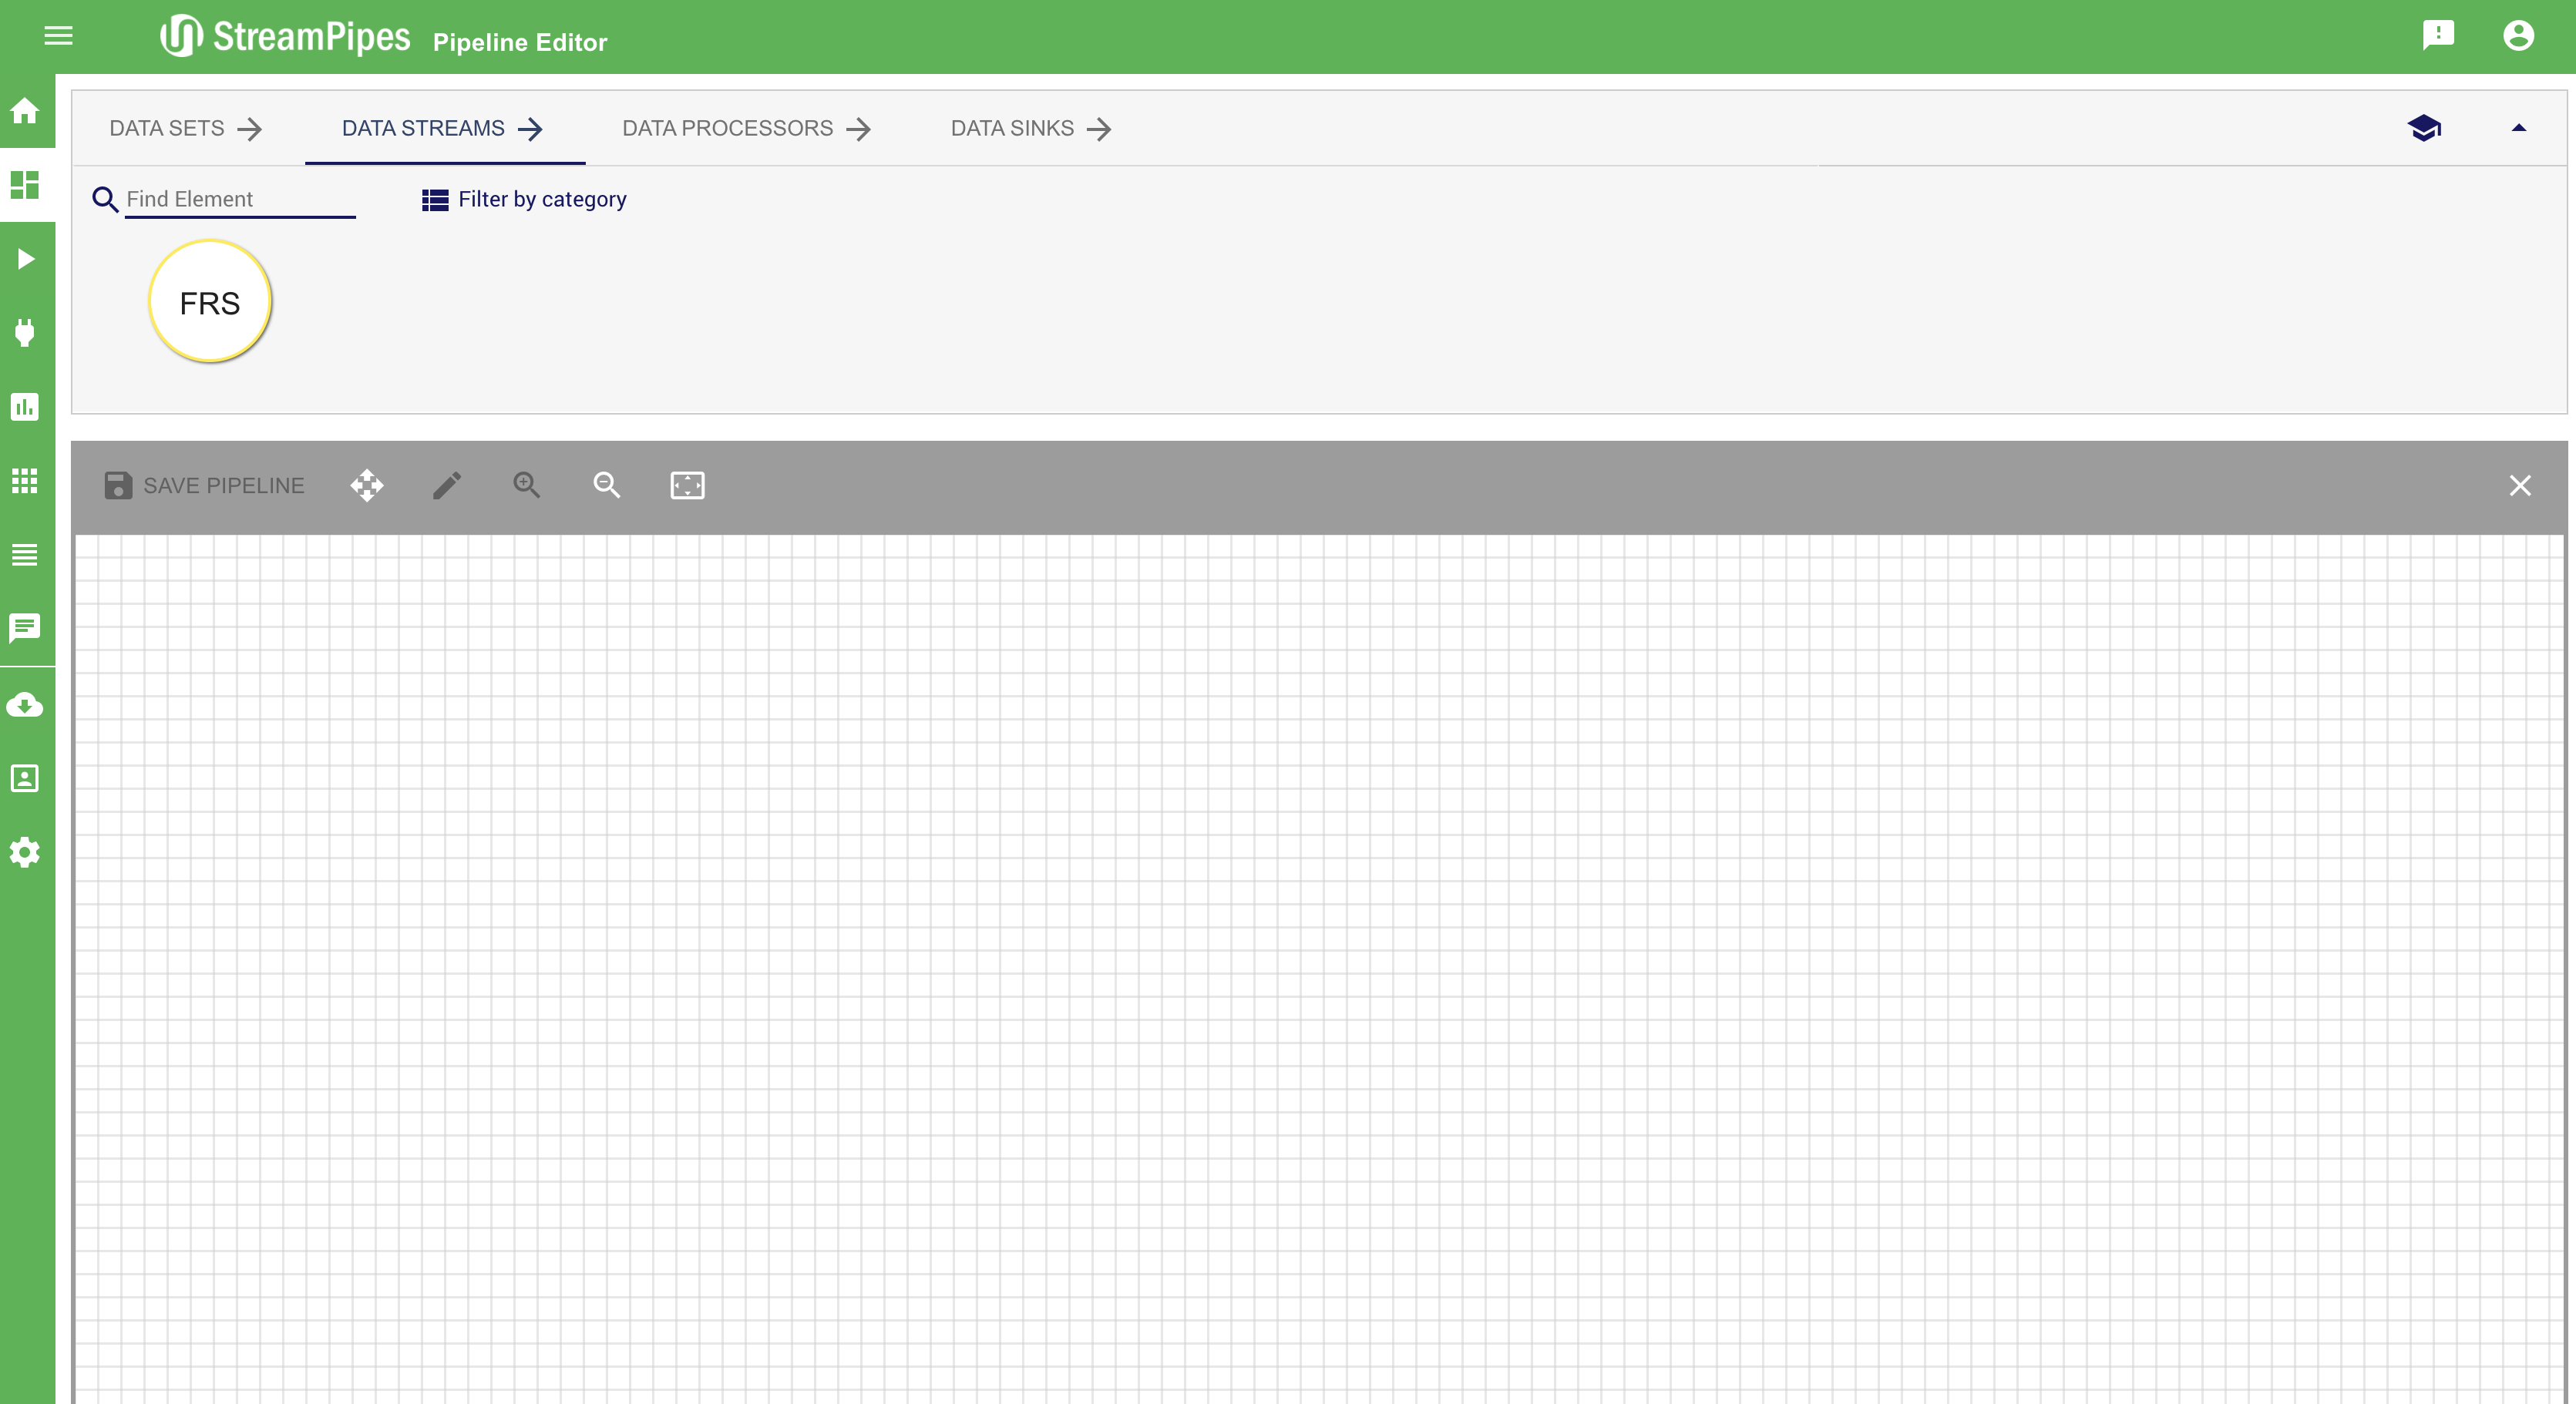 StreamPipes Pipeline Editor
DATA SETS DATA STREAMS DATA PROCESSORS DATA SINKS
Find Element Filter by category
FRS
SAVE PIPELINE